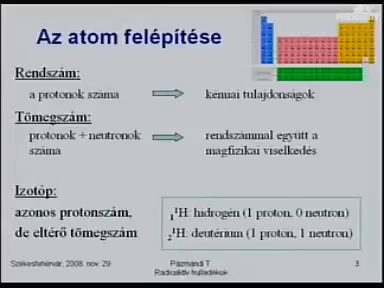 Az atom felépítése
Rendszám:
a protonok száma
kémiai tulajdonságok
Tömegszám:
protonok + neutronok
száma
rendszámmal együtt a
magfizikai viselkedés
Izotóp:
azonos protonszám,
de eltérő tömegszám
₁¹H: hidrogén (1 proton, 0 neutron)
₂¹H: deutérium (1 proton, 1 neutron)
Székesfehérvár, 2008. nov. 29
Pázmándi T
Radioaktív hulladékok
3